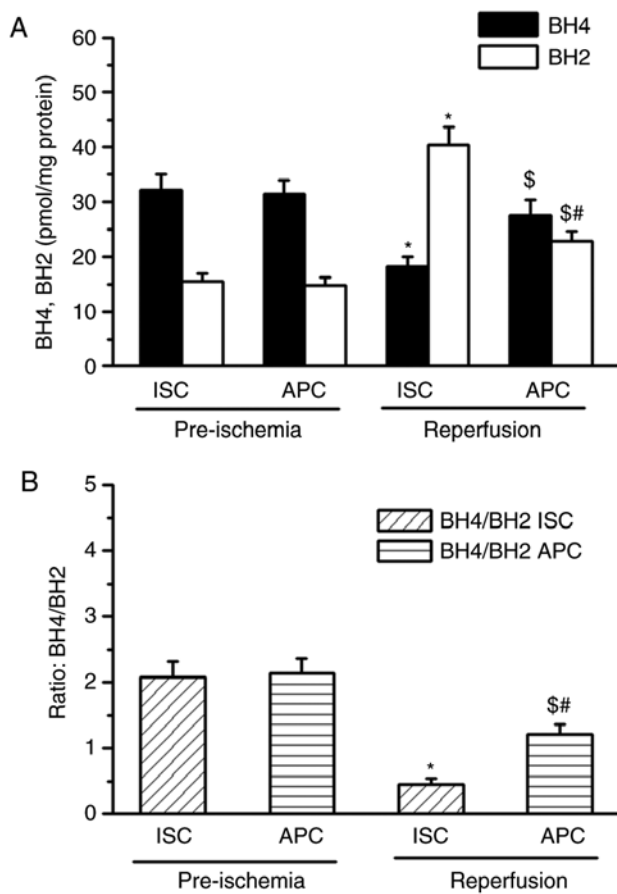 A
BH4
BH2
BH4, BH2 (pmol/mg protein)
60
50
40
30
20
10
0
*
*
$
$#
ISC
APC
ISC
APC
Pre-ischemia
Reperfusion
B
BH4/BH2 ISC
BH4/BH2 APC
Ratio: BH4/BH2
5
4
3
2
1
0
*
$#
ISC
APC
ISC
APC
Pre-ischemia
Reperfusion